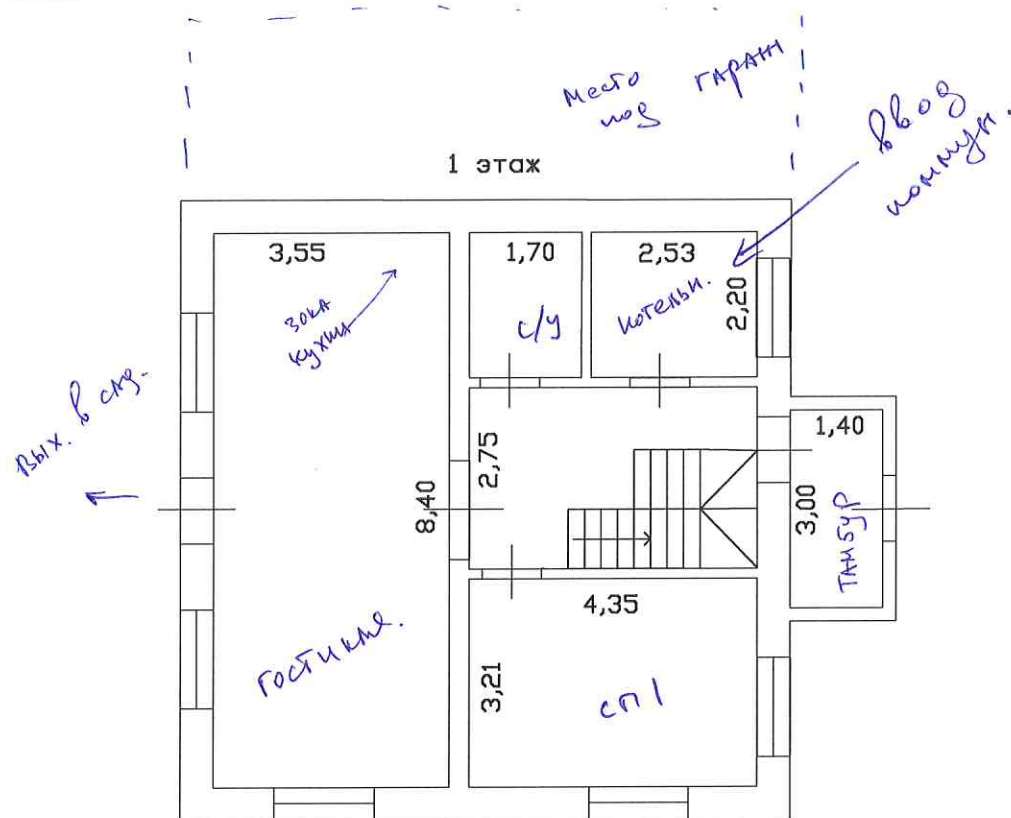 Место ГАРАЖ
под
ввод
коммун.
1 этаж
3,55
1,70
2,53
2,20
зона
кухни
с/у
котельн.
Вых. в сад.
1,40
2,75
8,40
3,00
ТАМБУР
4,35
Гостиная.
3,21
СП 1